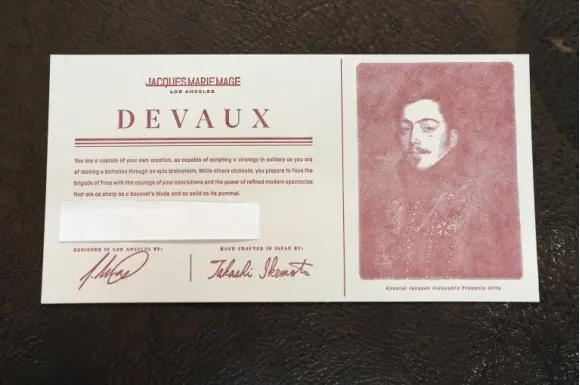 JACQUES MARIE MAGE
LOS ANGELES
DEVAUX
You are a captain of your own creation, as capable of scripting a strategy in solitary as you are
of leading a battalion through an epic brainstorm. While others abdicate, you prepare to face the
brigade of Time with the courage of your convictions and the power of refined modern spectacles
that are as sharp as a bayonet's blade and as solid as its pommel.
DESIGNED IN LOS ANGELES BY:
HAND CRAFTED IN JAPAN BY:
Takashi Ikemoto
General Jacques Alexandre François Allix